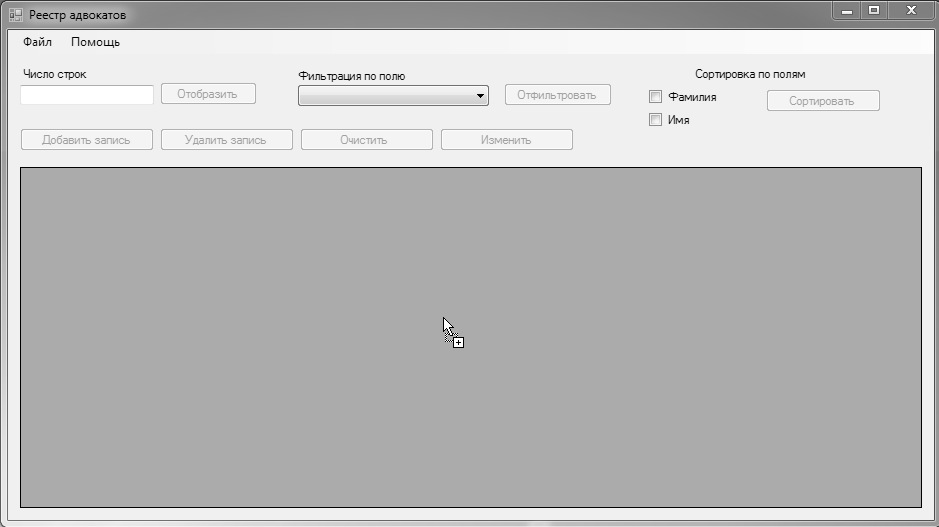 Реестр адвокатов
Файл Помощь
Число строк
Отобразить
Фильтрация по полю
Отфильтровать
Сортировка по полям
Фамилия
Имя
Сортировать
Добавить запись Удалить запись Очистить Изменить